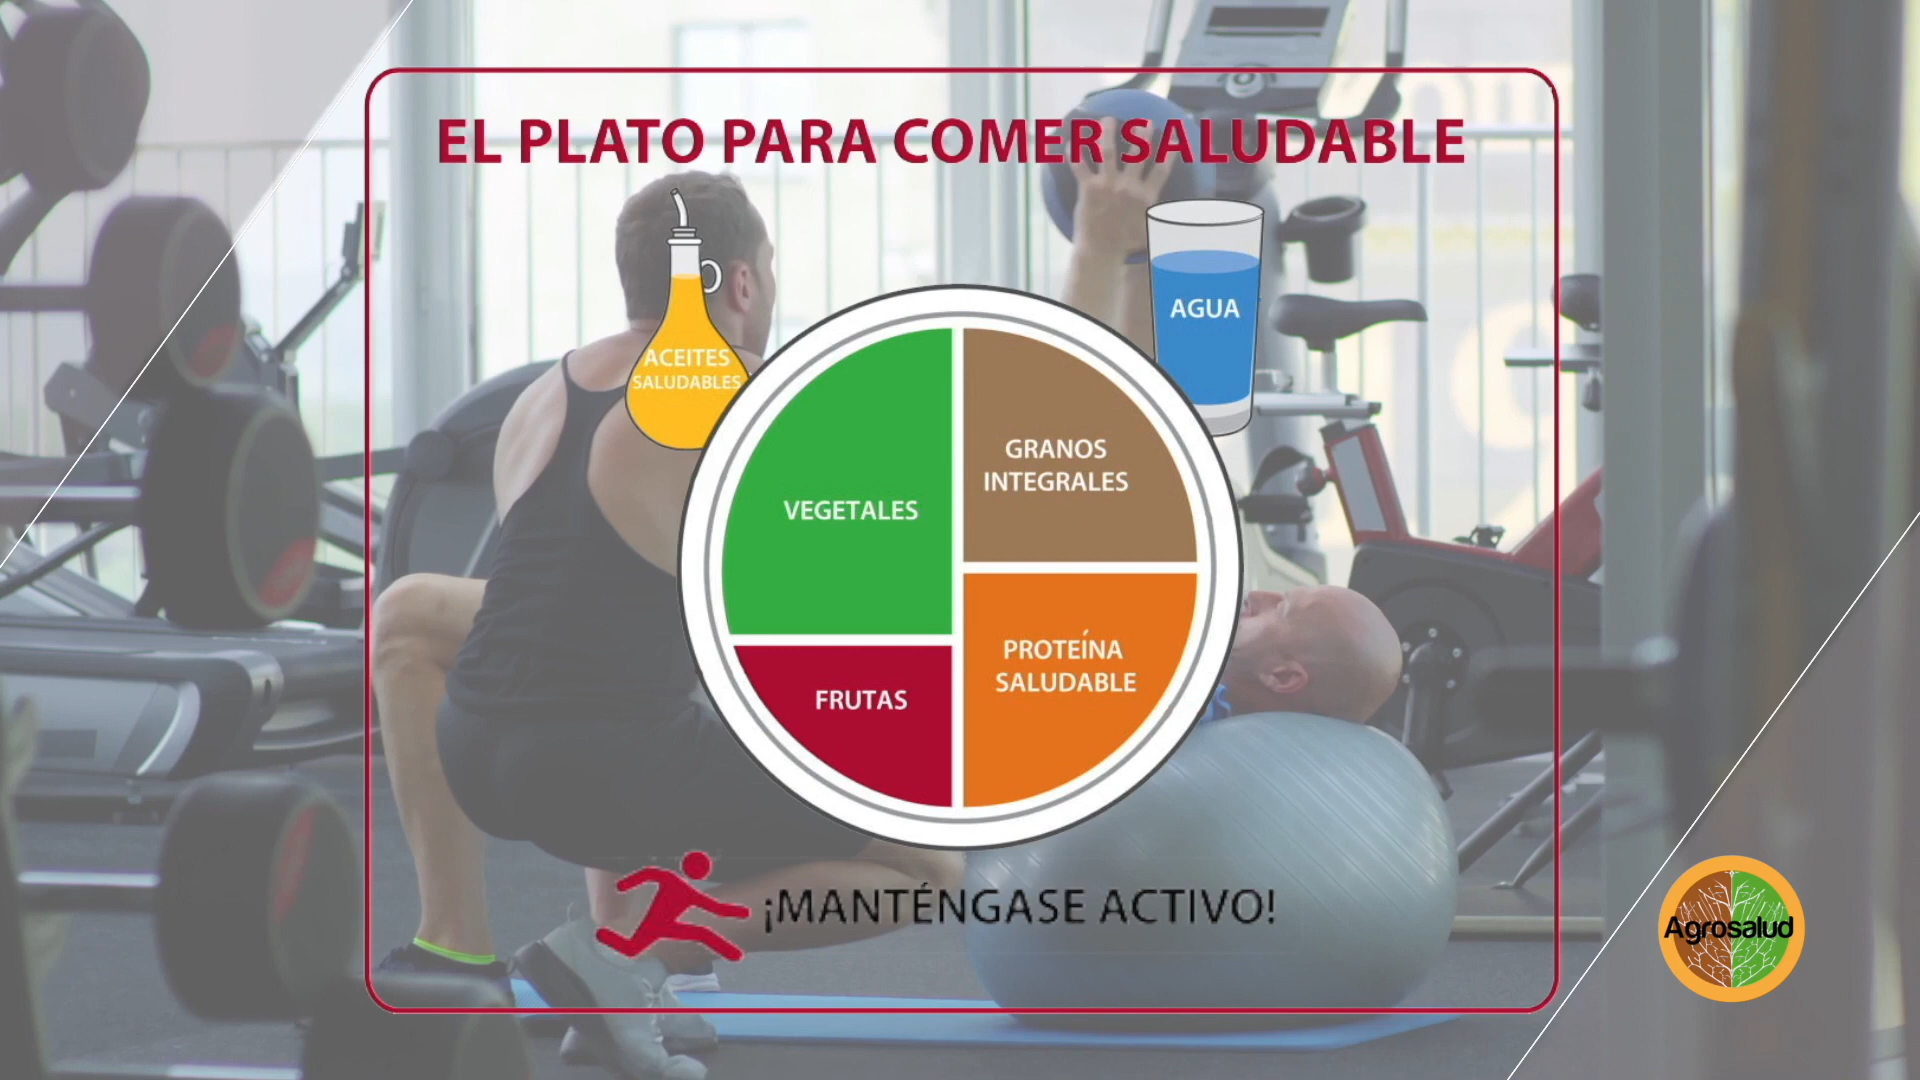 EL PLATO PARA COMER SALUDABLE
ACEITES
SALUDABLES
AGUA
VEGETALES
GRANOS
INTEGRALES
FRUTAS
PROTEÍNA
SALUDABLE
¡MANTÉNGASE ACTIVO!
Agrosalud